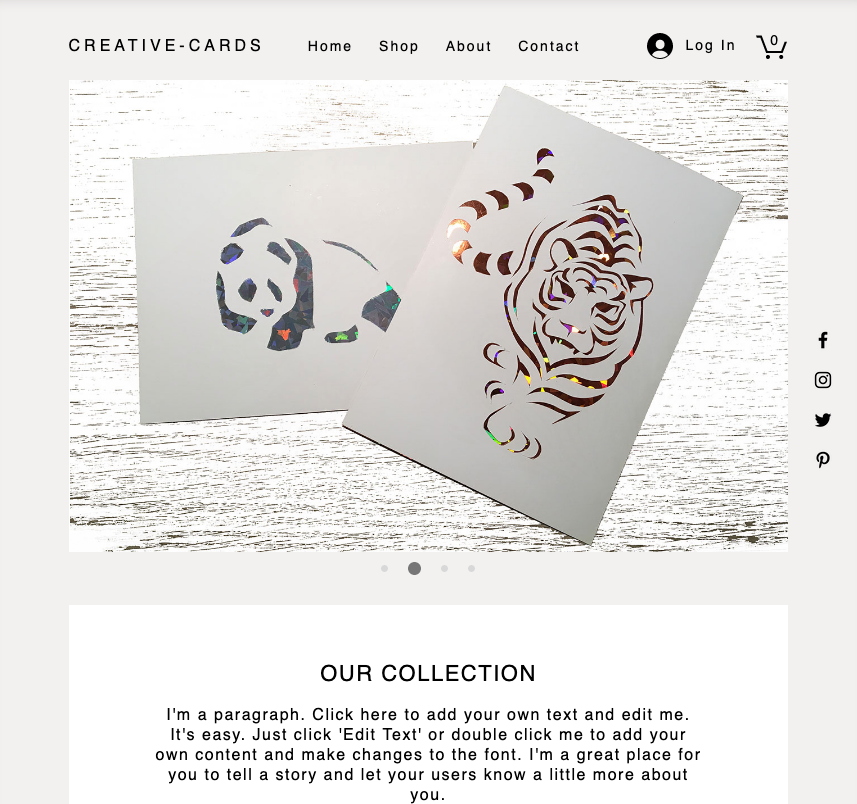 CREATIVE-CARDS Home Shop About Contact Log In 0
OUR COLLECTION
I'm a paragraph. Click here to add your own text and edit me.
It's easy. Just click 'Edit Text' or double click me to add your
own content and make changes to the font. I'm a great place for
you to tell a story and let your users know a little more about
you.